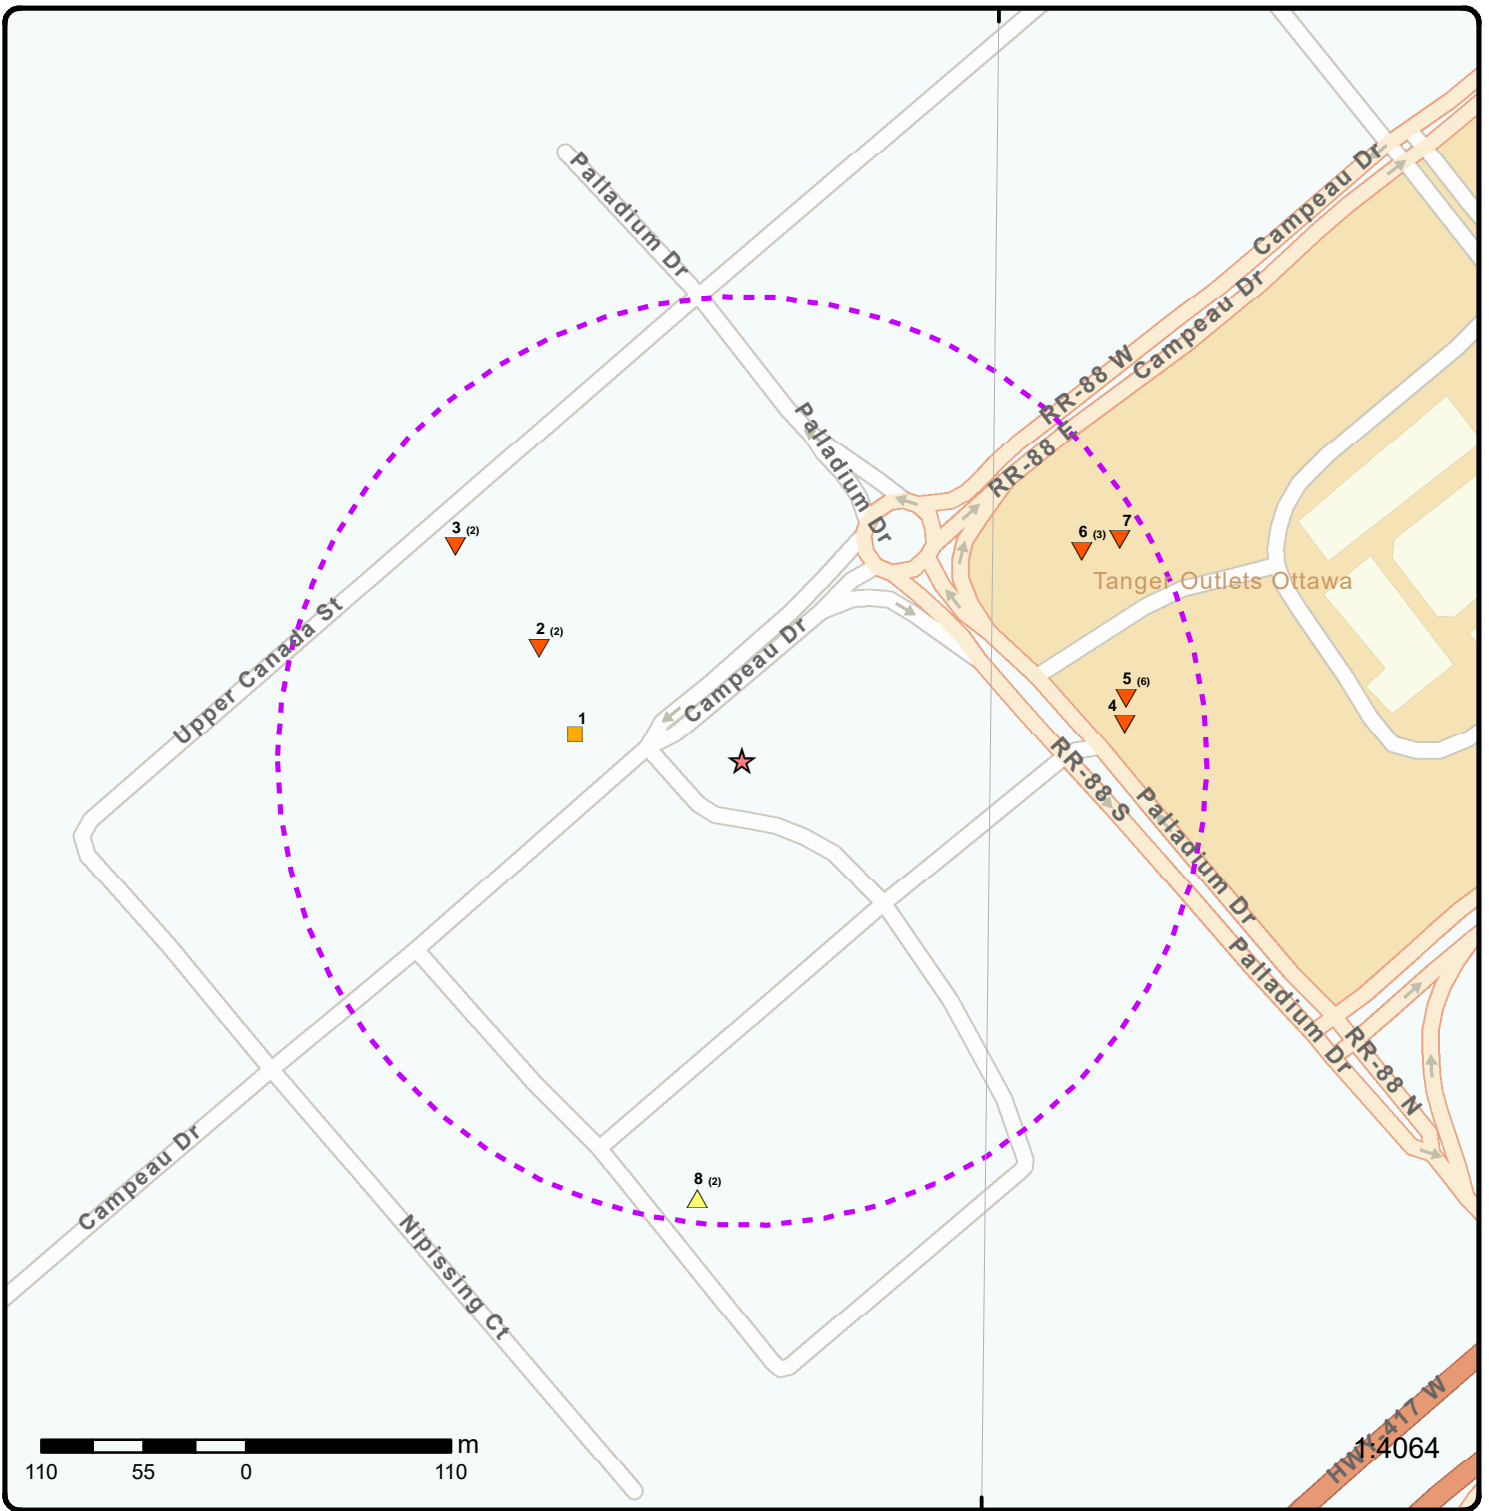 Palladium Dr
Campeau Dr
Campeau Dr
RR-88 W
RR-88 E
Palladium Dr
3 (2)
6 (3)
7
Tanger Outlets Ottawa
2 (2)
Campeau Dr
Upper Canada St
5 (6)
4
1
RR-88 S
Palladium Dr
Palladium Dr
RR-88 N
Campeau Dr
8 (2)
Nipissing Ct
HWY-417 W
1:4064
m
110 55 0 110